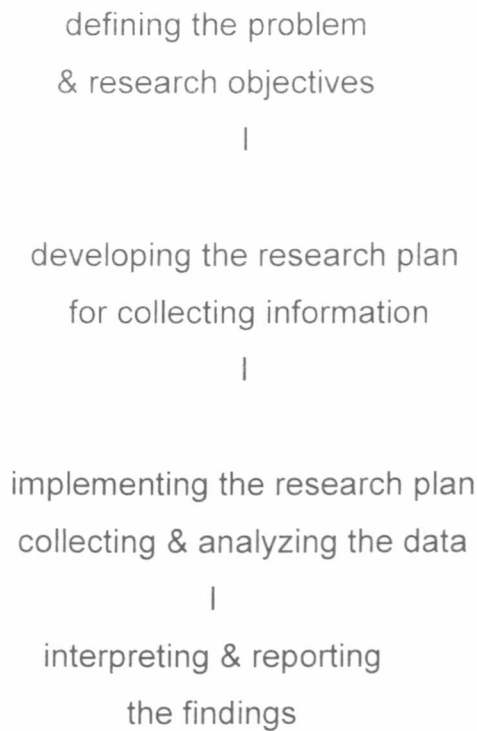 defining the problem
& research objectives
|
developing the research plan
for collecting information
|
implementing the research plan
collecting & analyzing the data
|
interpreting & reporting
the findings